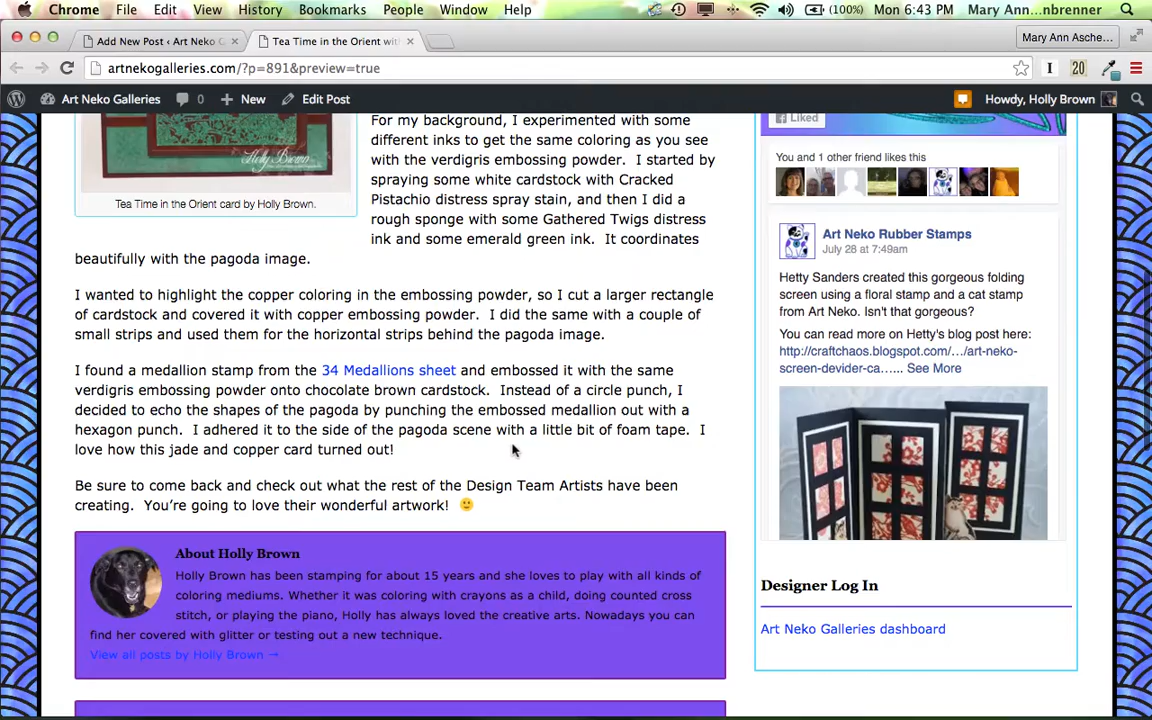 Chrome File Edit View History Bookmarks People Window Help (100%) Mon 6:43 PM Mary Ann...nbrenner
Add New Post ‹ Art Neko G × Tea Time in the Orient with × Mary Ann Asche...
artnekogalleries.com/?p=891&preview=true 20
Art Neko Galleries 0 + New Edit Post Howdy, Holly Brown
For my background, I experimented with some
different inks to get the same coloring as you see
with the verdigris embossing powder. I started by
spraying some white cardstock with Cracked
Pistachio distress spray stain, and then I did a
rough sponge with some Gathered Twigs distress
ink and some emerald green ink. It coordinates
beautifully with the pagoda image.
Holly Brown
Tea Time in the Orient card by Holly Brown.
I wanted to highlight the copper coloring in the embossing powder, so I cut a larger rectangle
of cardstock and covered it with copper embossing powder. I did the same with a couple of
small strips and used them for the horizontal strips behind the pagoda image.
I found a medallion stamp from the 34 Medallions sheet and embossed it with the same
verdigris embossing powder onto chocolate brown cardstock. Instead of a circle punch, I
decided to echo the shapes of the pagoda by punching the embossed medallion out with a
hexagon punch. I adhered it to the side of the pagoda scene with a little bit of foam tape. I
love how this jade and copper card turned out!
Be sure to come back and check out what the rest of the Design Team Artists have been
creating. You're going to love their wonderful artwork! 🙂
About Holly Brown
Holly Brown has been stamping for about 15 years and she loves to play with all kinds of
coloring mediums. Whether it was coloring with crayons as a child, doing counted cross
stitch, or playing the piano, Holly has always loved the creative arts. Nowadays you can
find her covered with glitter or testing out a new technique.
View all posts by Holly Brown →
Liked
You and 1 other friend likes this
Art Neko Rubber Stamps
July 28 at 7:49am
Hetty Sanders created this gorgeous folding
screen using a floral stamp and a cat stamp
from Art Neko. Isn't that gorgeous?
You can read more on Hetty's blog post here:
http://craftchaos.blogspot.com/…/art-neko-
screen-devider-ca…... See More
Designer Log In
Art Neko Galleries dashboard